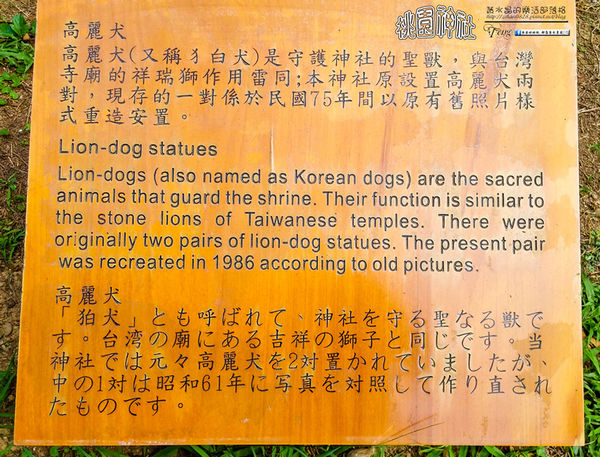 桃園神社
高麗犬
高麗犬(又稱犭白犬)是守護神社的聖獸，與台灣
寺廟的祥瑞獅作用雷同;本神社原設置高麗犬兩
對，現存的一對係於民國75年間以原有舊照片樣
式重造安置。
Lion-dog statues
Lion-dogs (also named as Korean dogs) are the sacred
animals that guard the shrine. Their function is similar to
the stone lions of Taiwanese temples. There were
originally two pairs of lion-dog statues. The present pair
was recreated in 1986 according to old pictures.
高麗犬
「狛犬」とも呼ばれて、神社を守る聖なる獣で
す。台湾の廟にある吉祥の獅子と同じです。当
神社では元々高麗犬を2対置かれていましたが、
中の1対は昭和61年に写真を対照して作り直され
たものです。